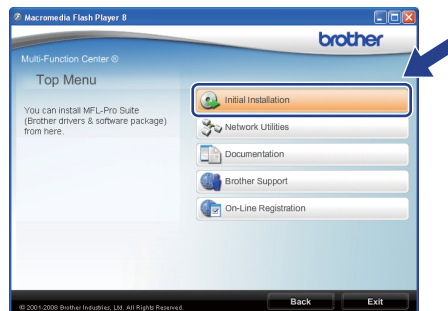 Macromedia Flash Player 8
brother
Multi-Function Center ®
Top Menu
You can install MFL-Pro Suite
(Brother drivers & software package)
from here.
Initial Installation
Network Utilities
Documentation
Brother Support
On-Line Registration
© 2001-2008 Brother Industries, Ltd. All Rights Reserved.
Back
Exit